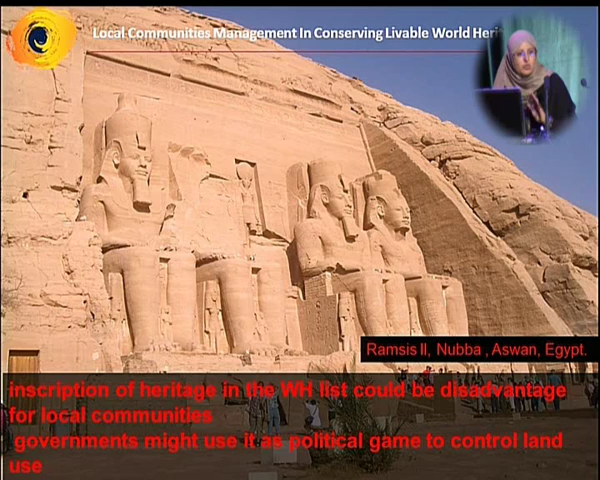 Local Communities Management In Conserving Livable World Heri
Ramsis II, Nubba , Aswan, Egypt.
inscription of heritage in the WH list could be disadvantage
for local communities
governments might use it as political game to control land
use